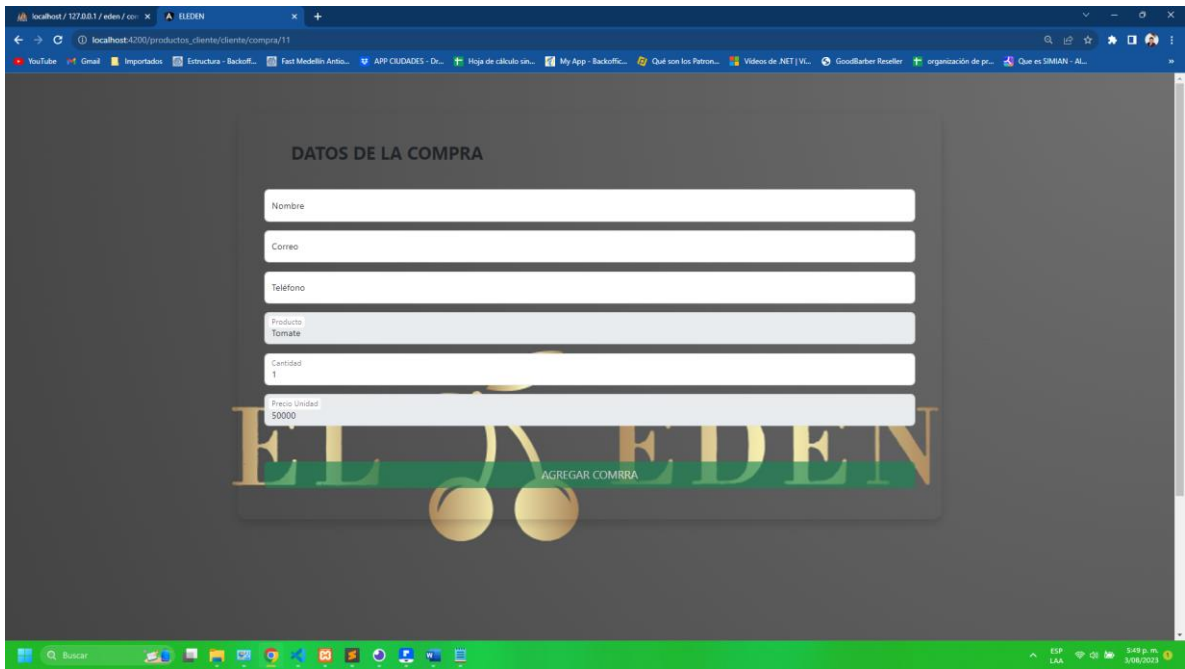 localhost / 127.0.0.1 / eden / com
ELEDEN
localhost:4200/productos_cliente/cliente/compra/11
YouTube
Gmail
Importados
Estructura - Backoff...
Fast Medellin Antio...
APP CIUDADES - Dr...
Hoja de cálculo sin...
My App - Backoffic...
Qué son los Patron...
Videos de .NET | Vi...
GoodBarber Reseller
organización de pr...
Que es SIMIAN - Al...
DATOS DE LA COMPRA
Nombre
Correo
Teléfono
Producto
Tomate
Cantidad
1
Precio Unidad
50000
EL EDEN
AGREGAR COMRRA
Buscar
ESP
LAA
5:49 p. m.
3/08/2023